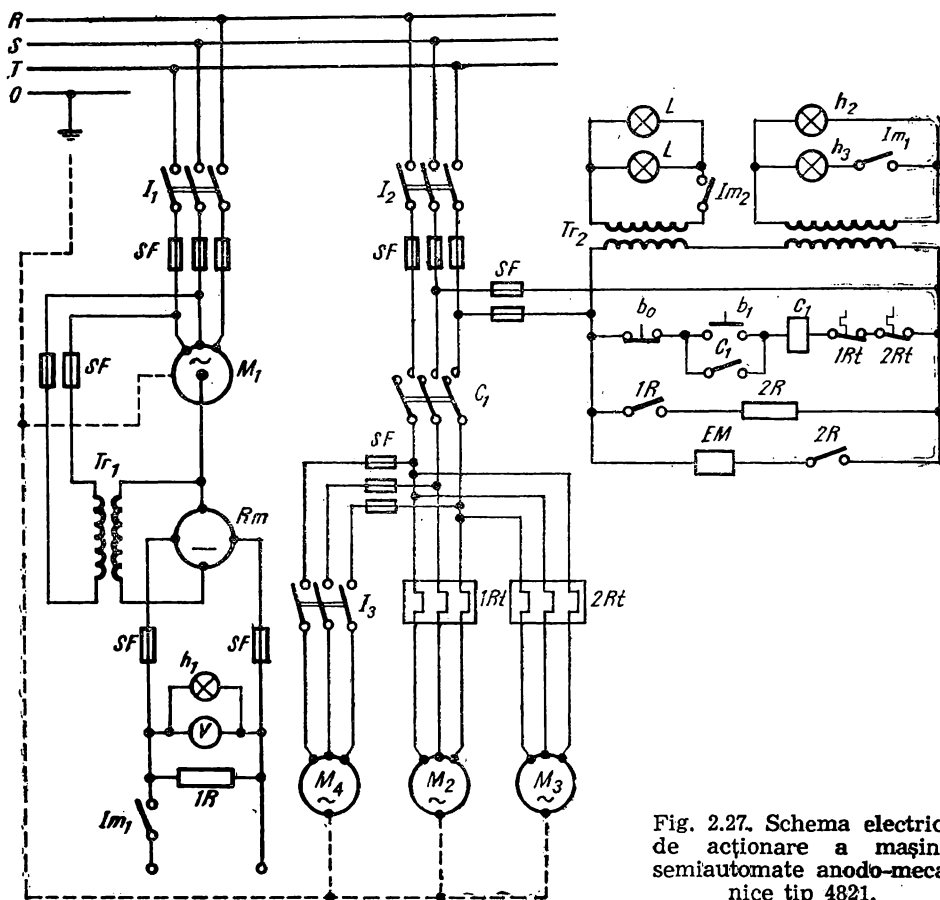 R
S
T
0
I₁
I₂
SF
SF
SF
SF
M₁
C₁
SF
Tr₁
Rm
SF
SF
h₁
V
1R
Im₁
I₃
1Rt
2Rt
M₄
M₂
M₃
L
L
Im₂
Tr₂
h₂
h₃
Im₁
b₀
b₁
C₁
C₁
1Rt
2Rt
1R
2R
EM
2R
Fig. 2.27. Schema electric
de acționare a mașin
semiautomate anodo-meca
nice tip 4821.